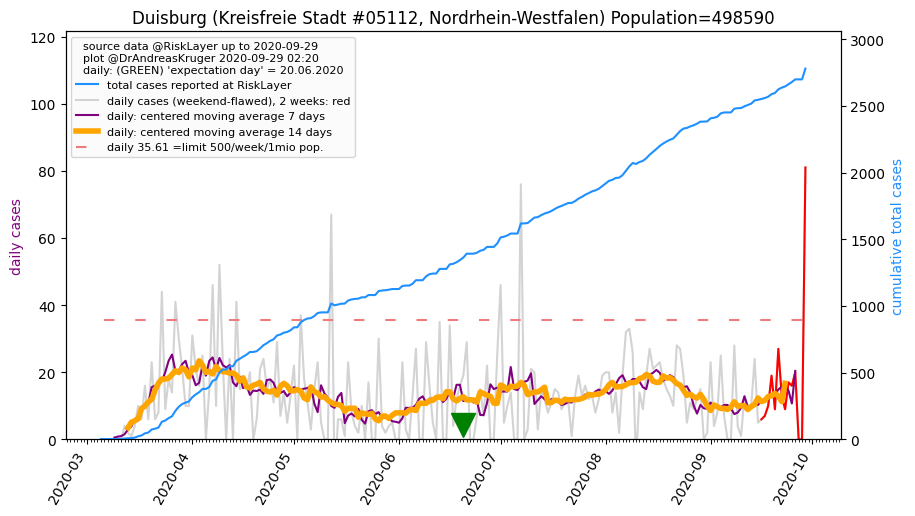 Duisburg (Kreisfreie Stadt #05112, Nordrhein-Westfalen) Population=498590
source data @RiskLayer up to 2020-09-29
plot @DrAndreasKruger 2020-09-29 02:20
daily: (GREEN) 'expectation day' = 20.06.2020
total cases reported at RiskLayer
daily cases (weekend-flawed), 2 weeks: red
daily: centered moving average 7 days
daily: centered moving average 14 days
daily 35.61 =limit 500/week/1mio pop.
daily cases
120
100
80
60
40
20
0
cumulative total cases
3000
2500
2000
1500
1000
500
0
2020-03
2020-04
2020-05
2020-06
2020-07
2020-08
2020-09
2020-10